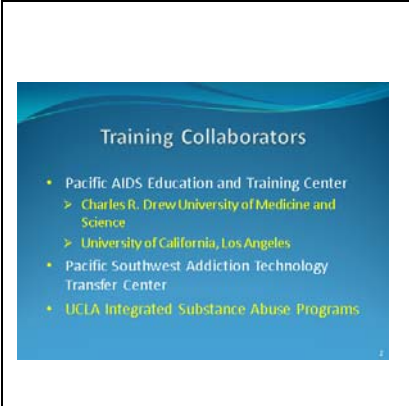 Training Collaborators
• Pacific AIDS Education and Training Center
➢ Charles R. Drew University of Medicine and
Science
➢ University of California, Los Angeles
• Pacific Southwest Addiction Technology
Transfer Center
• UCLA Integrated Substance Abuse Programs
2